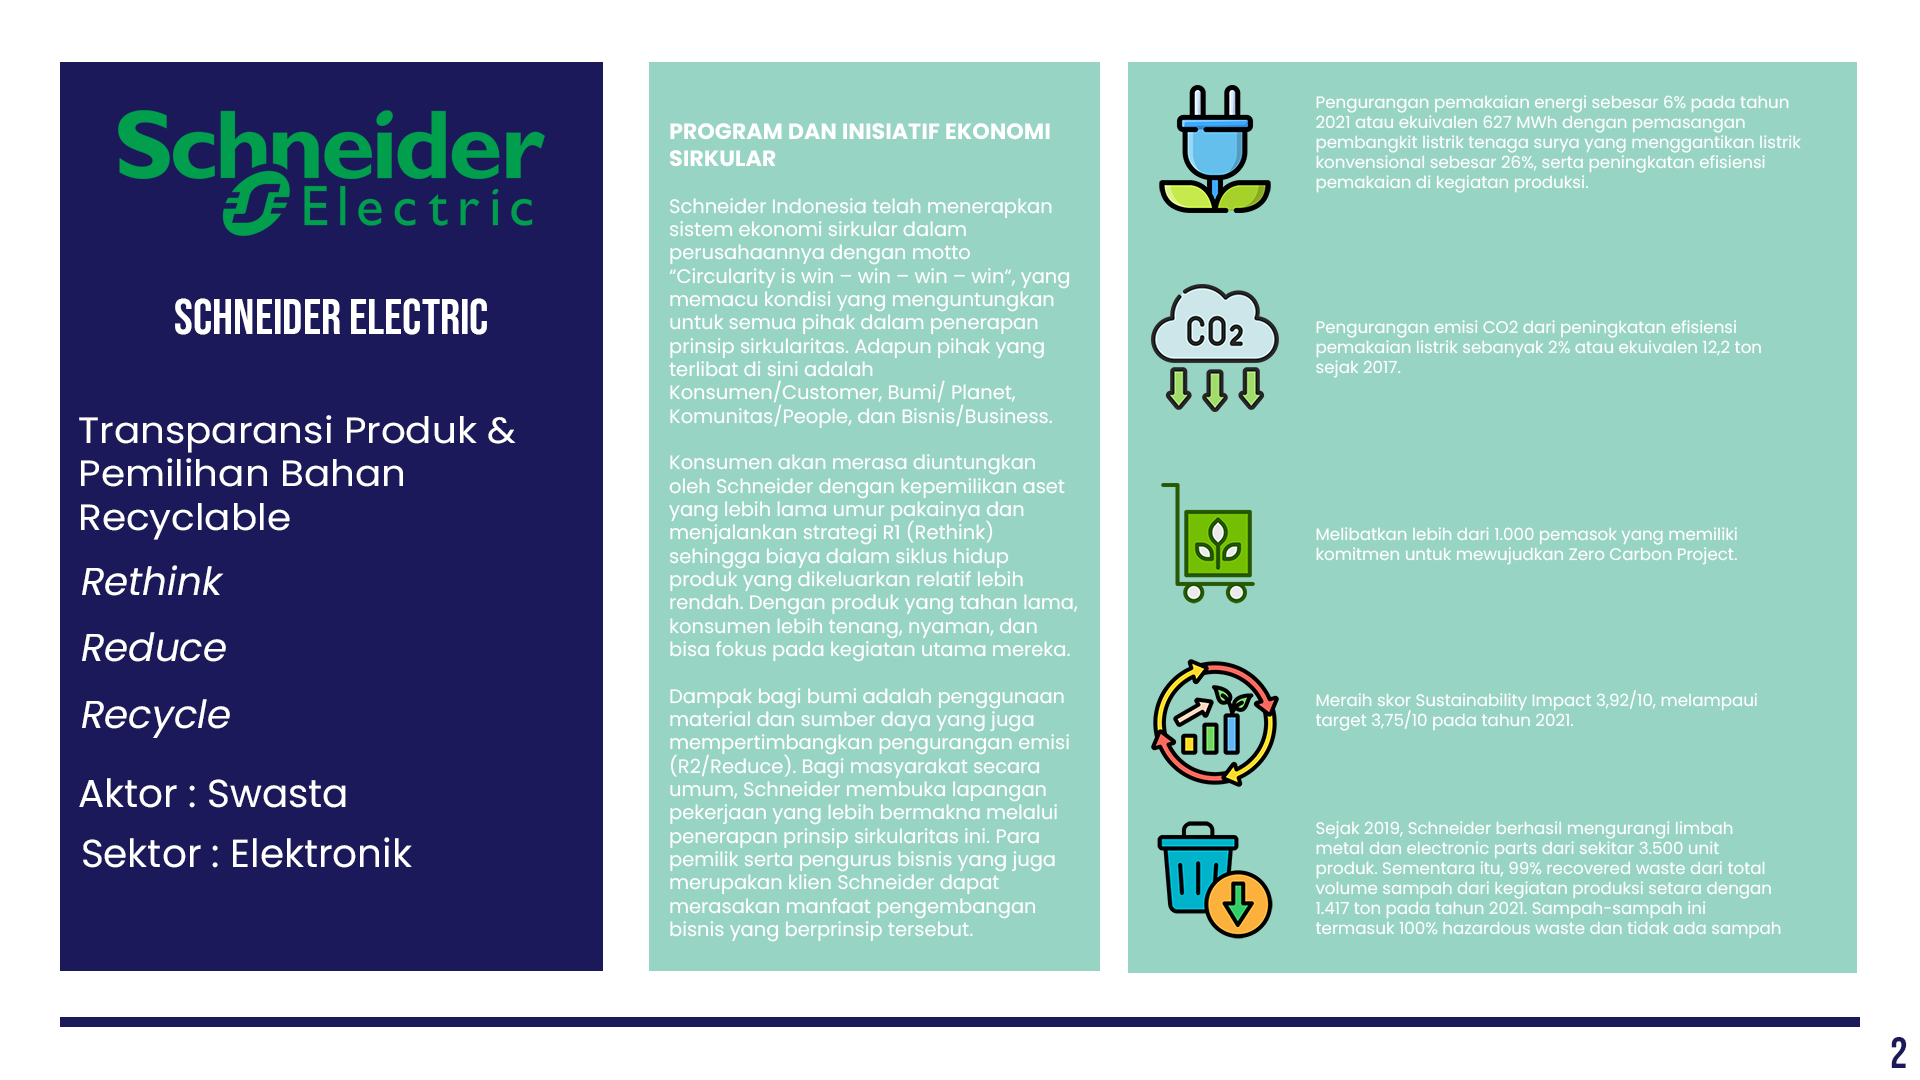 Schneider
Electric
SCHNEIDER ELECTRIC
Transparansi Produk &
Pemilihan Bahan
Recyclable
Rethink
Reduce
Recycle
Aktor : Swasta
Sektor : Elektronik
PROGRAM DAN INISIATIF EKONOMI
SIRKULAR
Schneider Indonesia telah menerapkan
sistem ekonomi sirkular dalam
perusahaannya dengan motto
“Circularity is win – win – win – win“, yang
memacu kondisi yang menguntungkan
untuk semua pihak dalam penerapan
prinsip sirkularitas. Adapun pihak yang
terlibat di sini adalah
Konsumen/Customer, Bumi/ Planet,
Komunitas/People, dan Bisnis/Business.
Konsumen akan merasa diuntungkan
oleh Schneider dengan kepemilikan aset
yang lebih lama umur pakainya dan
menjalankan strategi R1 (Rethink)
sehingga biaya dalam siklus hidup
produk yang dikeluarkan relatif lebih
rendah. Dengan produk yang tahan lama,
konsumen lebih tenang, nyaman, dan
bisa fokus pada kegiatan utama mereka.
Dampak bagi bumi adalah penggunaan
material dan sumber daya yang juga
mempertimbangkan pengurangan emisi
(R2/Reduce). Bagi masyarakat secara
umum, Schneider membuka lapangan
pekerjaan yang lebih bermakna melalui
penerapan prinsip sirkularitas ini. Para
pemilik serta pengurus bisnis yang juga
merupakan klien Schneider dapat
merasakan manfaat pengembangan
bisnis yang berprinsip tersebut.
Pengurangan pemakaian energi sebesar 6% pada tahun
2021 atau ekuivalen 627 MWh dengan pemasangan
pembangkit listrik tenaga surya yang menggantikan listrik
konvensional sebesar 26%, serta peningkatan efisiensi
pemakaian di kegiatan produksi.
CO2
Pengurangan emisi CO2 dari peningkatan efisiensi
pemakaian listrik sebanyak 2% atau ekuivalen 12,2 ton
sejak 2017.
Melibatkan lebih dari 1.000 pemasok yang memiliki
komitmen untuk mewujudkan Zero Carbon Project.
Meraih skor Sustainability Impact 3,92/10, melampaui
target 3,75/10 pada tahun 2021.
Sejak 2019, Schneider berhasil mengurangi limbah
metal dan electronic parts dari sekitar 3.500 unit
produk. Sementara itu, 99% recovered waste dari total
volume sampah dari kegiatan produksi setara dengan
1.417 ton pada tahun 2021. Sampah-sampah ini
termasuk 100% hazardous waste dan tidak ada sampah
2